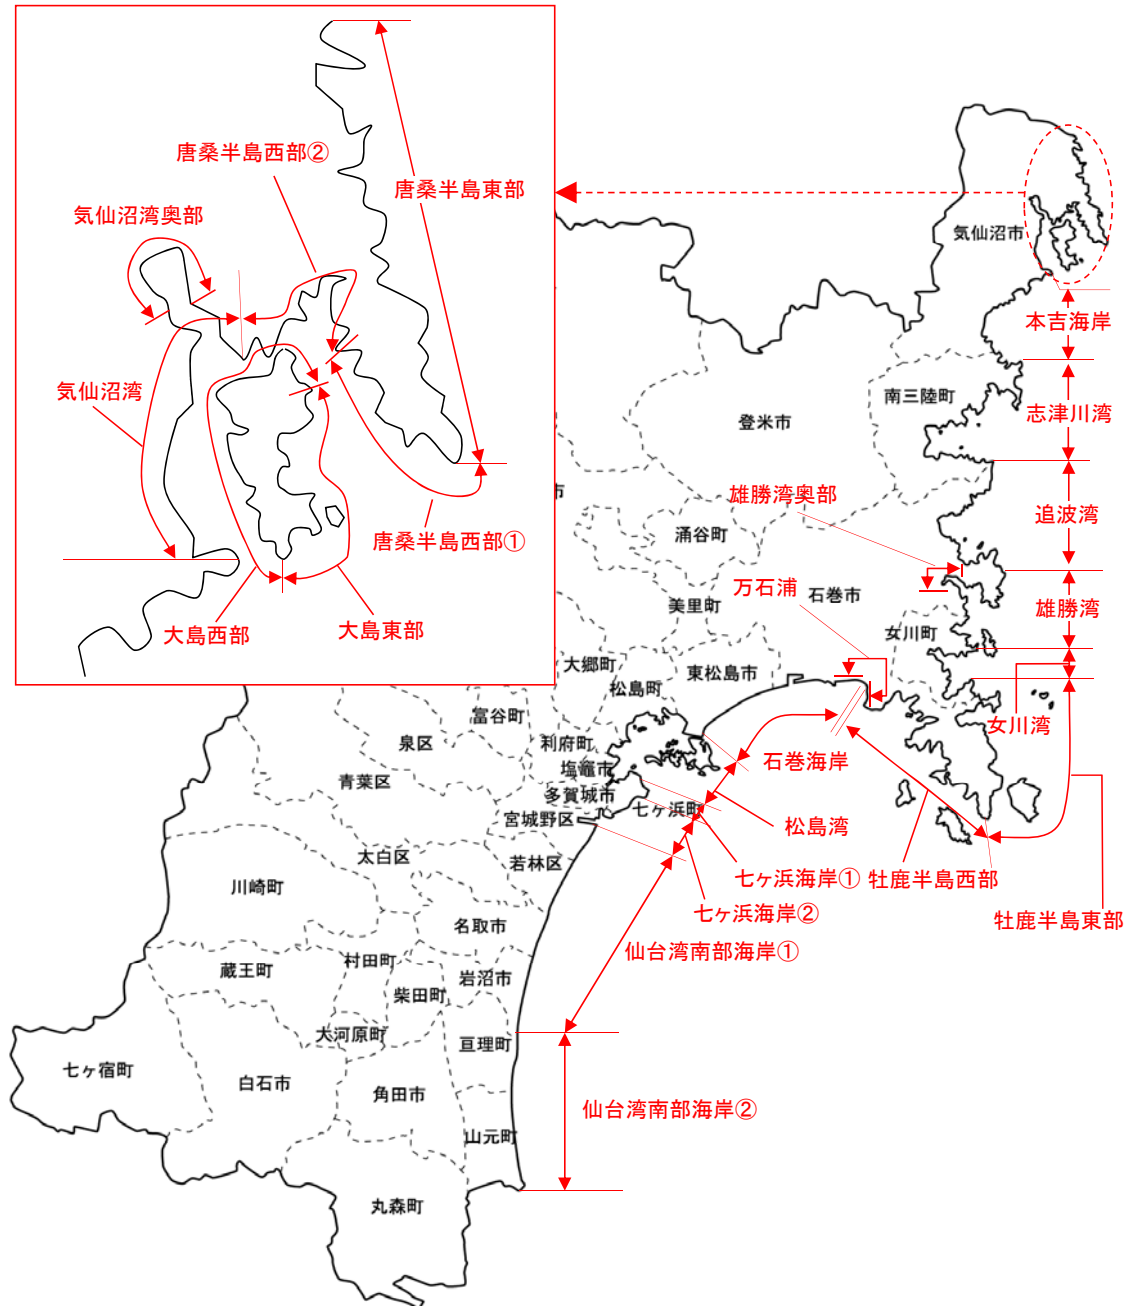 唐桑半島西部②
唐桑半島東部
気仙沼湾奥部
気仙沼湾
唐桑半島西部①
大島西部
大島東部
気仙沼市
本吉海岸
南三陸町
志津川湾
登米市
市
雄勝湾奥部
追波湾
涌谷町
万石浦
石巻市
美里町
雄勝湾
女川町
大郷町
東松島市
松島町
富谷町
女川湾
泉区
利府町
石巻海岸
塩竈市
青葉区
多賀城市
七ヶ浜町
宮城野区
松島湾
太白区
若林区
七ヶ浜海岸①
牡鹿半島西部
川崎町
七ヶ浜海岸②
牡鹿半島東部
名取市
仙台湾南部海岸①
村田町
蔵王町
岩沼市
柴田町
大河原町
亘理町
七ヶ宿町
白石市
角田市
仙台湾南部海岸②
山元町
丸森町